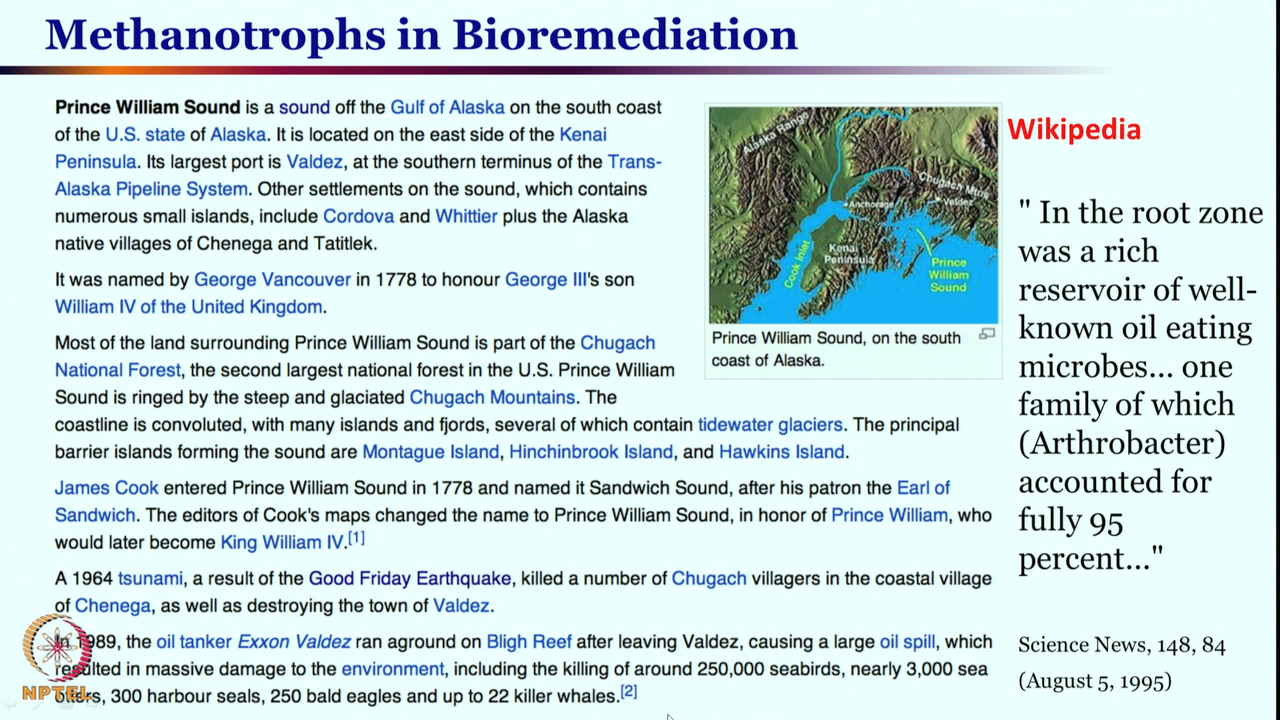 Methanotrophs in Bioremediation
Prince William Sound is a sound off the Gulf of Alaska on the south coast
of the U.S. state of Alaska. It is located on the east side of the Kenai
Peninsula. Its largest port is Valdez, at the southern terminus of the Trans-
Alaska Pipeline System. Other settlements on the sound, which contains
numerous small islands, include Cordova and Whittier plus the Alaska
native villages of Chenega and Tatitlek.
It was named by George Vancouver in 1778 to honour George III's son
William IV of the United Kingdom.
Most of the land surrounding Prince William Sound is part of the Chugach
National Forest, the second largest national forest in the U.S. Prince William
Sound is ringed by the steep and glaciated Chugach Mountains. The
coastline is convoluted, with many islands and fjords, several of which contain tidewater glaciers. The principal
barrier islands forming the sound are Montague Island, Hinchinbrook Island, and Hawkins Island.
James Cook entered Prince William Sound in 1778 and named it Sandwich Sound, after his patron the Earl of
Sandwich. The editors of Cook's maps changed the name to Prince William Sound, in honor of Prince William, who
would later become King William IV.[1]
A 1964 tsunami, a result of the Good Friday Earthquake, killed a number of Chugach villagers in the coastal village
of Chenega, as well as destroying the town of Valdez.
In 1989, the oil tanker Exxon Valdez ran aground on Bligh Reef after leaving Valdez, causing a large oil spill, which
resulted in massive damage to the environment, including the killing of around 250,000 seabirds, nearly 3,000 sea
otters, 300 harbour seals, 250 bald eagles and up to 22 killer whales.[2]
Alaska Range
Chugach Mtns
Valdez
Anchorage
Cook Inlet
Kenai
Peninsula
Prince
William
Sound
Prince William Sound, on the south
coast of Alaska.
Wikipedia
" In the root zone
was a rich
reservoir of well-
known oil eating
microbes... one
family of which
(Arthrobacter)
accounted for
fully 95
percent..."
Science News, 148, 84
(August 5, 1995)
NPTEL